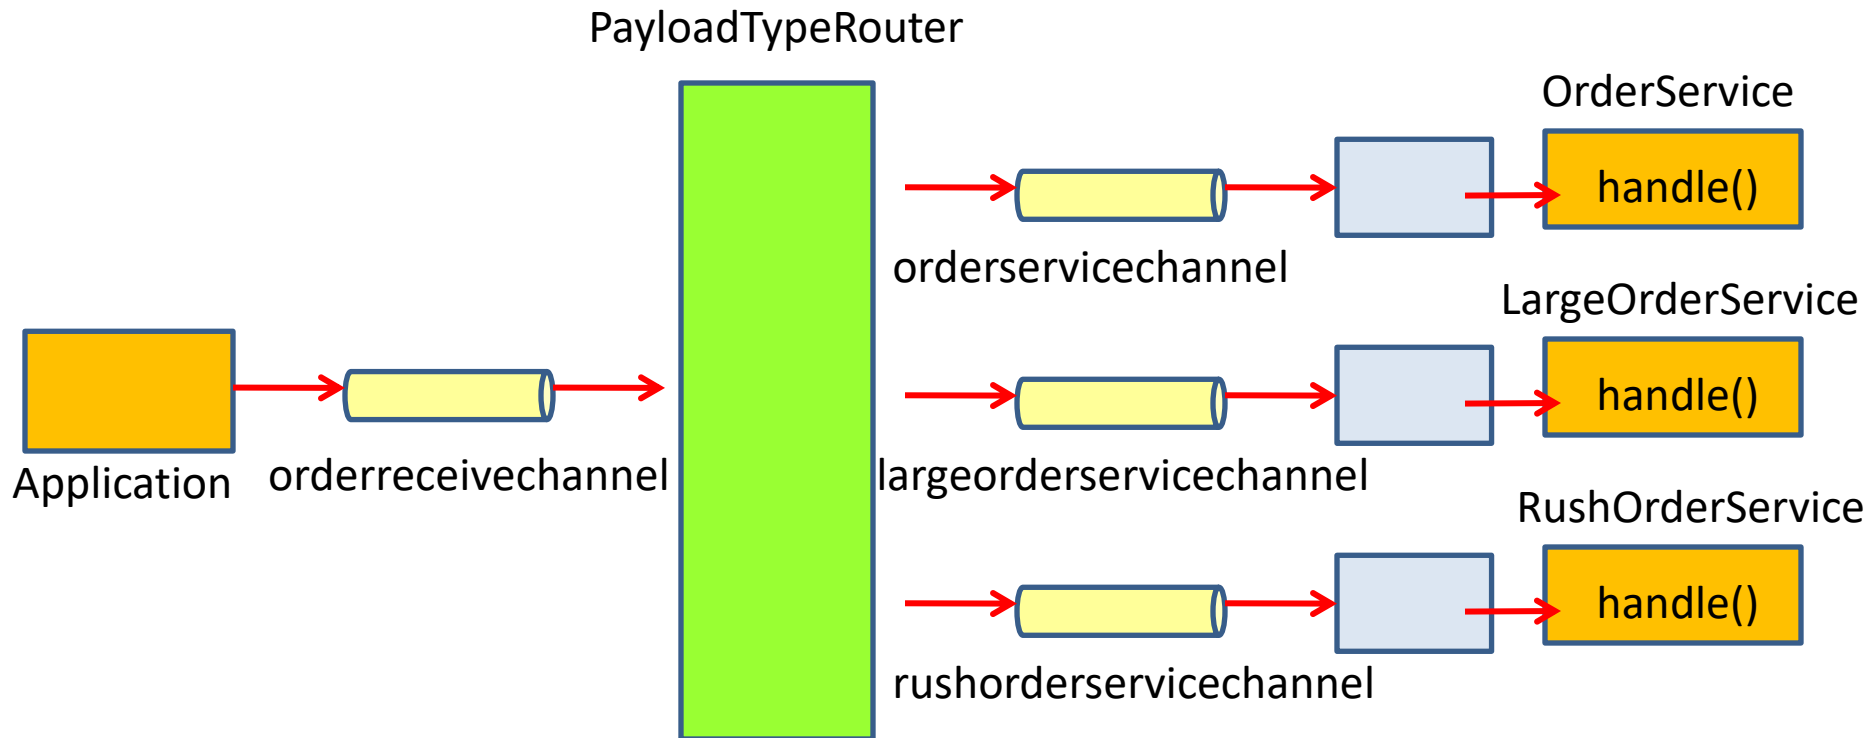 PayloadTypeRouter
OrderService
handle()
orderservicechannel
LargeOrderService
handle()
Application
orderreceivechannel
largeorderservicechannel
RushOrderService
handle()
rushorderservicechannel